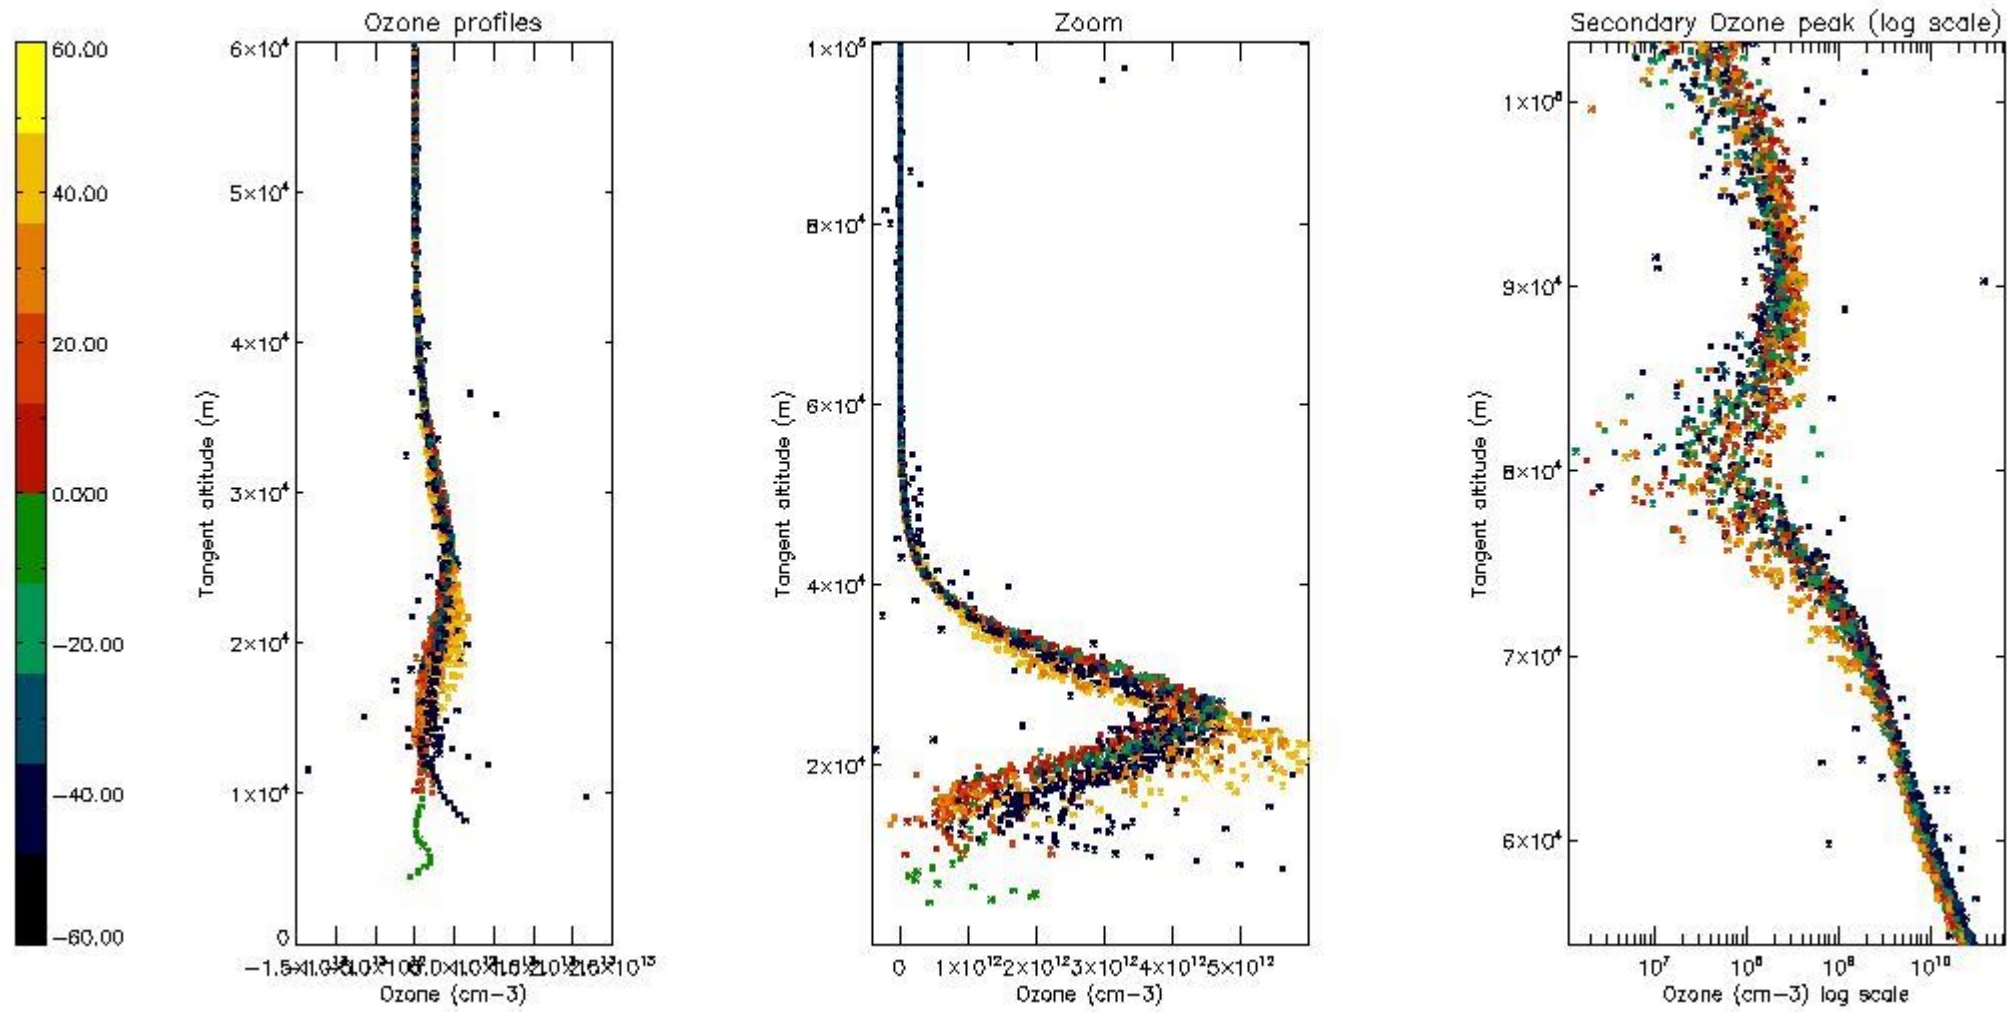 Ozone profiles
Zoom
Secondary Ozone peak (log scale)
60.00
40.00
20.00
−20.00
−40.00
−60.00
6×10⁴
5×10⁴
4×10⁴
3×10⁴
2×10⁴
1×10⁴
0
Tangent altitude (m)
Ozone (cm−3)
1×10⁵
8×10⁴
6×10⁴
4×10⁴
2×10⁴
Tangent altitude (m)
0 1×10¹² 2×10¹² 3×10¹² 4×10¹² 5×10¹²
Ozone (cm−3)
1×10⁵
9×10⁴
8×10⁴
7×10⁴
6×10⁴
Tangent altitude (m)
10⁷ 10⁸ 10⁹ 10¹⁰
Ozone (cm−3) log scale